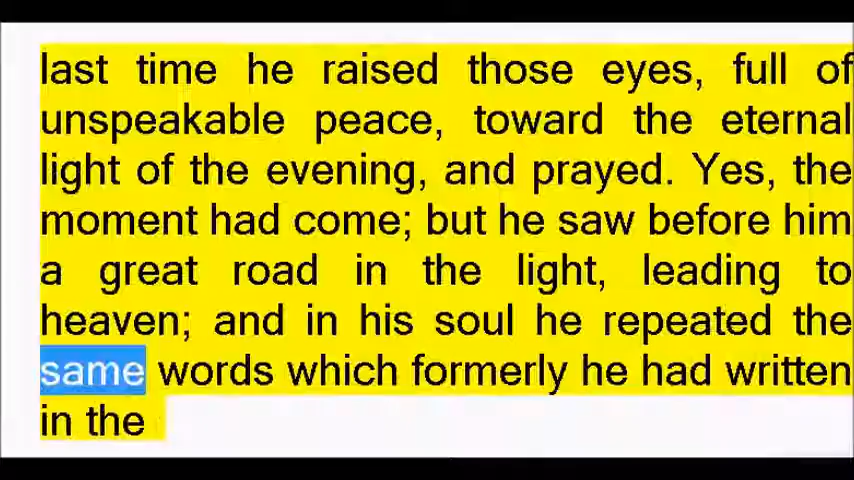 last time he raised those eyes, full of
unspeakable peace, toward the eternal
light of the evening, and prayed. Yes, the
moment had come; but he saw before him
a great road in the light, leading to
heaven; and in his soul he repeated the
same words which formerly he had written
in the